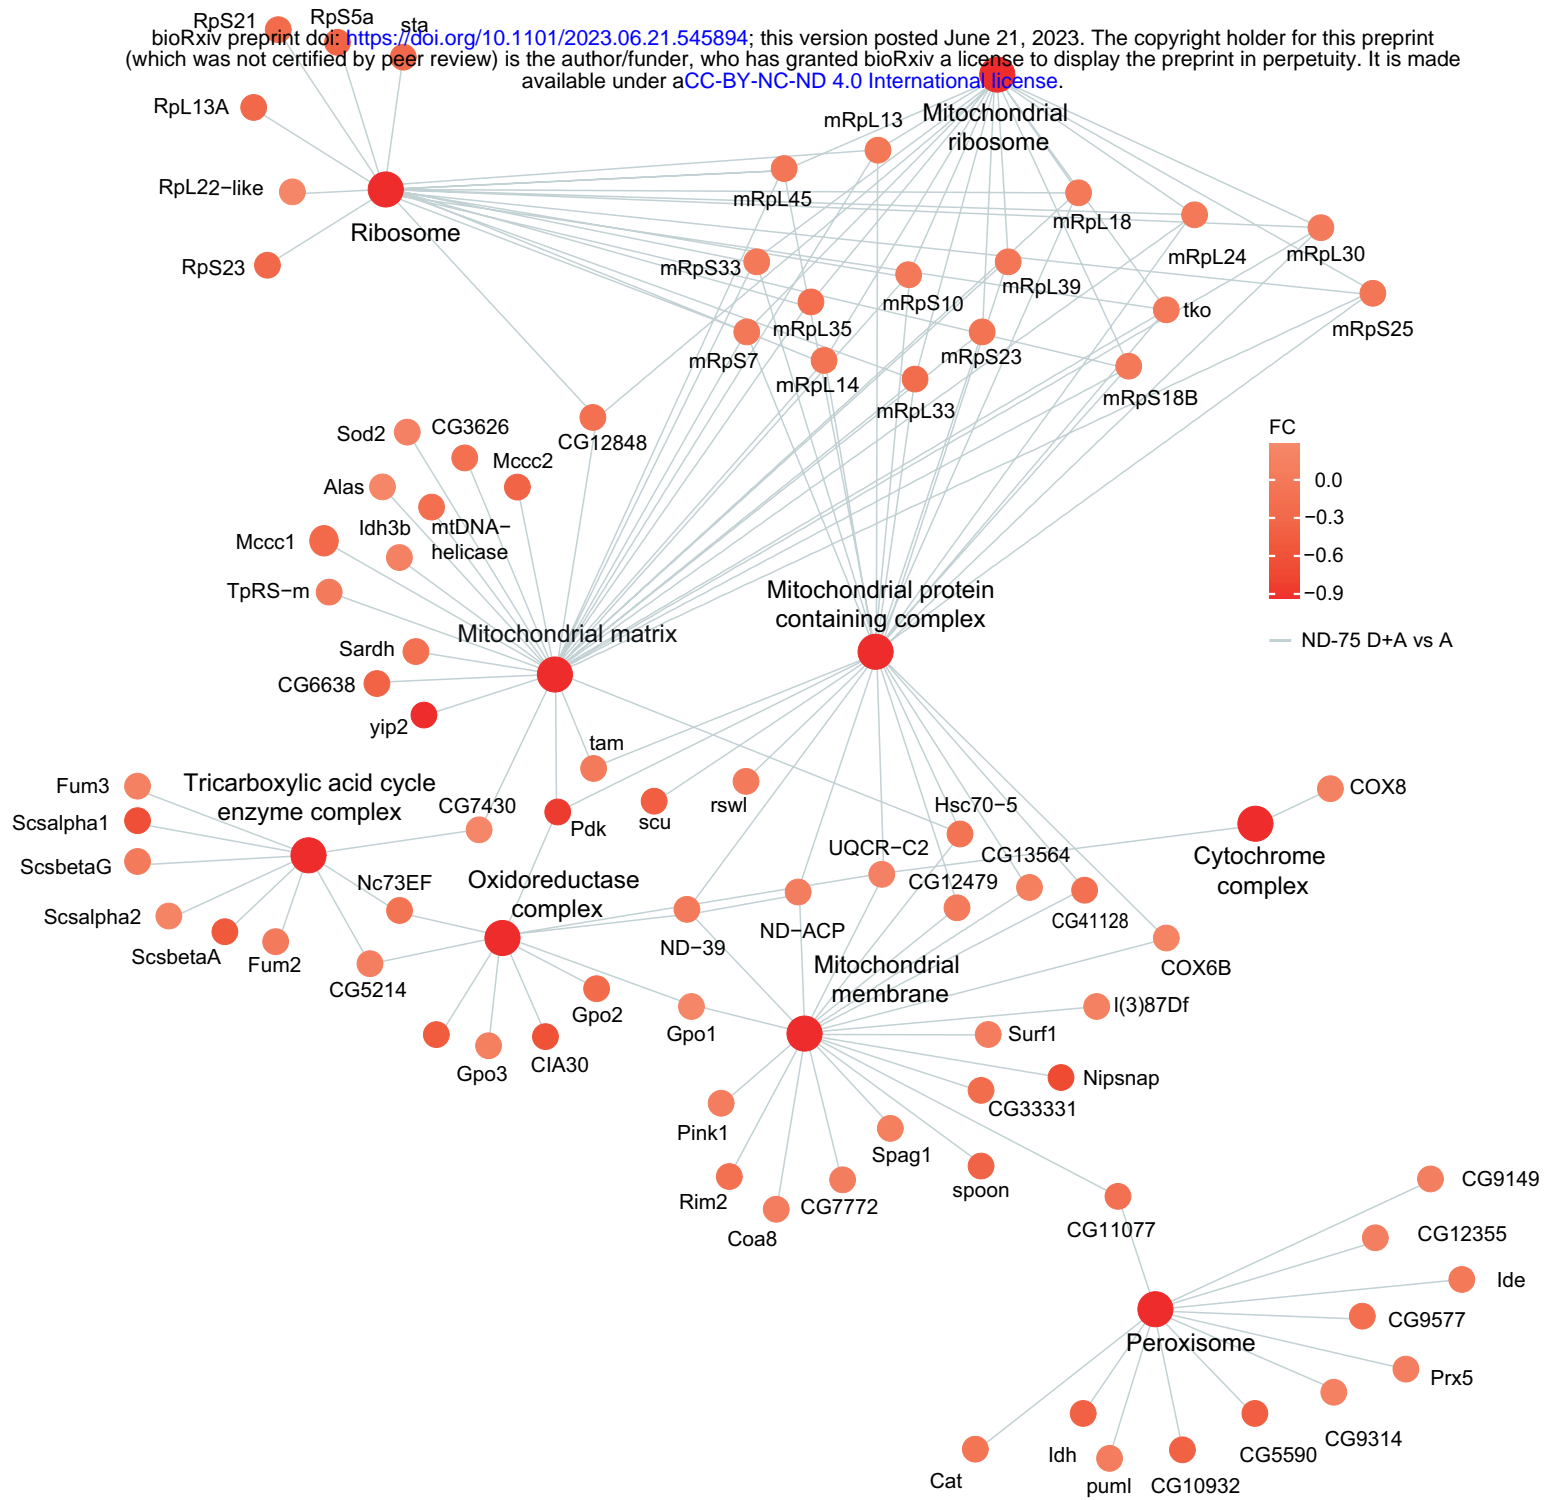 RpS21
RpS5a
sta
bioRxiv preprint doi: https://doi.org/10.1101/2023.06.21.545894; this version posted June 21, 2023. The copyright holder for this preprint
(which was not certified by peer review) is the author/funder, who has granted bioRxiv a license to display the preprint in perpetuity. It is made
available under aCC-BY-NC-ND 4.0 International license.
RpL13A
mRpL13
Mitochondrial
ribosome
RpL22−like
mRpL45
mRpL18
Ribosome
mRpL24
mRpL30
RpS23
mRpS33
mRpS10
mRpL39
tko
mRpL35
mRpS25
mRpS7
mRpS23
mRpL14
mRpS18B
mRpL33
Sod2
CG3626
CG12848
FC
Mccc2
0.0
Alas
−0.3
Idh3b
mtDNA−
helicase
Mccc1
−0.6
TpRS−m
Mitochondrial protein
containing complex
−0.9
Mitochondrial matrix
ND-75 D+A vs A
Sardh
CG6638
yip2
tam
Fum3
Tricarboxylic acid cycle
enzyme complex
COX8
CG7430
rswl
Hsc70−5
Scsalpha1
Pdk
scu
UQCR−C2
CG13564
Cytochrome
complex
ScsbetaG
Nc73EF
Oxidoreductase
complex
CG12479
Scsalpha2
ND−ACP
CG41128
ScsbetaA
Fum2
ND−39
COX6B
CG5214
Mitochondrial
membrane
Gpo2
Gpo1
l(3)87Df
Surf1
Gpo3
CIA30
Nipsnap
CG33331
Pink1
Spag1
spoon
Rim2
CG7772
Coa8
CG11077
CG9149
CG12355
Ide
CG9577
Peroxisome
Prx5
CG9314
Idh
CG5590
Cat
puml
CG10932